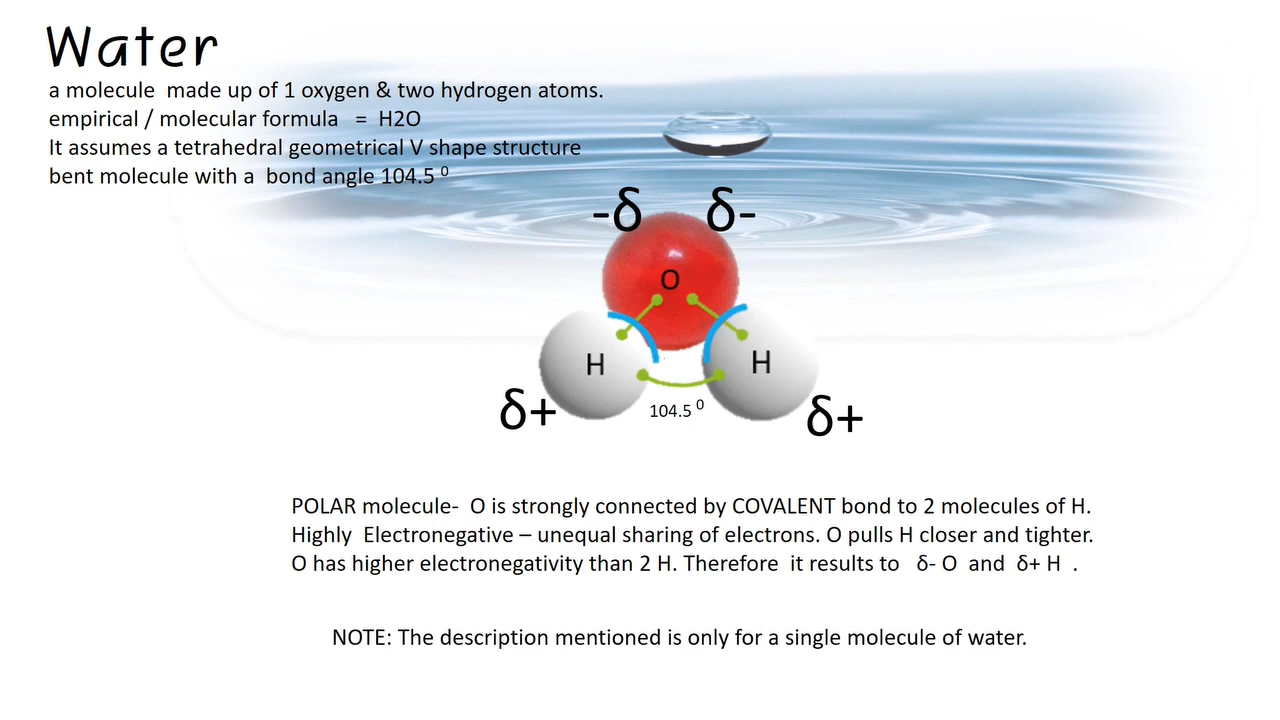 Water
a molecule  made up of 1 oxygen & two hydrogen atoms.
empirical / molecular formula   =  H2O
It assumes a tetrahedral geometrical V shape structure
bent molecule with a  bond angle 104.5 ⁰
-δ δ-
O
H H
δ+ δ+
104.5 ⁰
POLAR molecule-  O is strongly connected by COVALENT bond to 2 molecules of H.
Highly  Electronegative – unequal sharing of electrons. O pulls H closer and tighter.
O has higher electronegativity than 2 H. Therefore  it results to   δ- O  and  δ+ H  .
NOTE: The description mentioned is only for a single molecule of water.